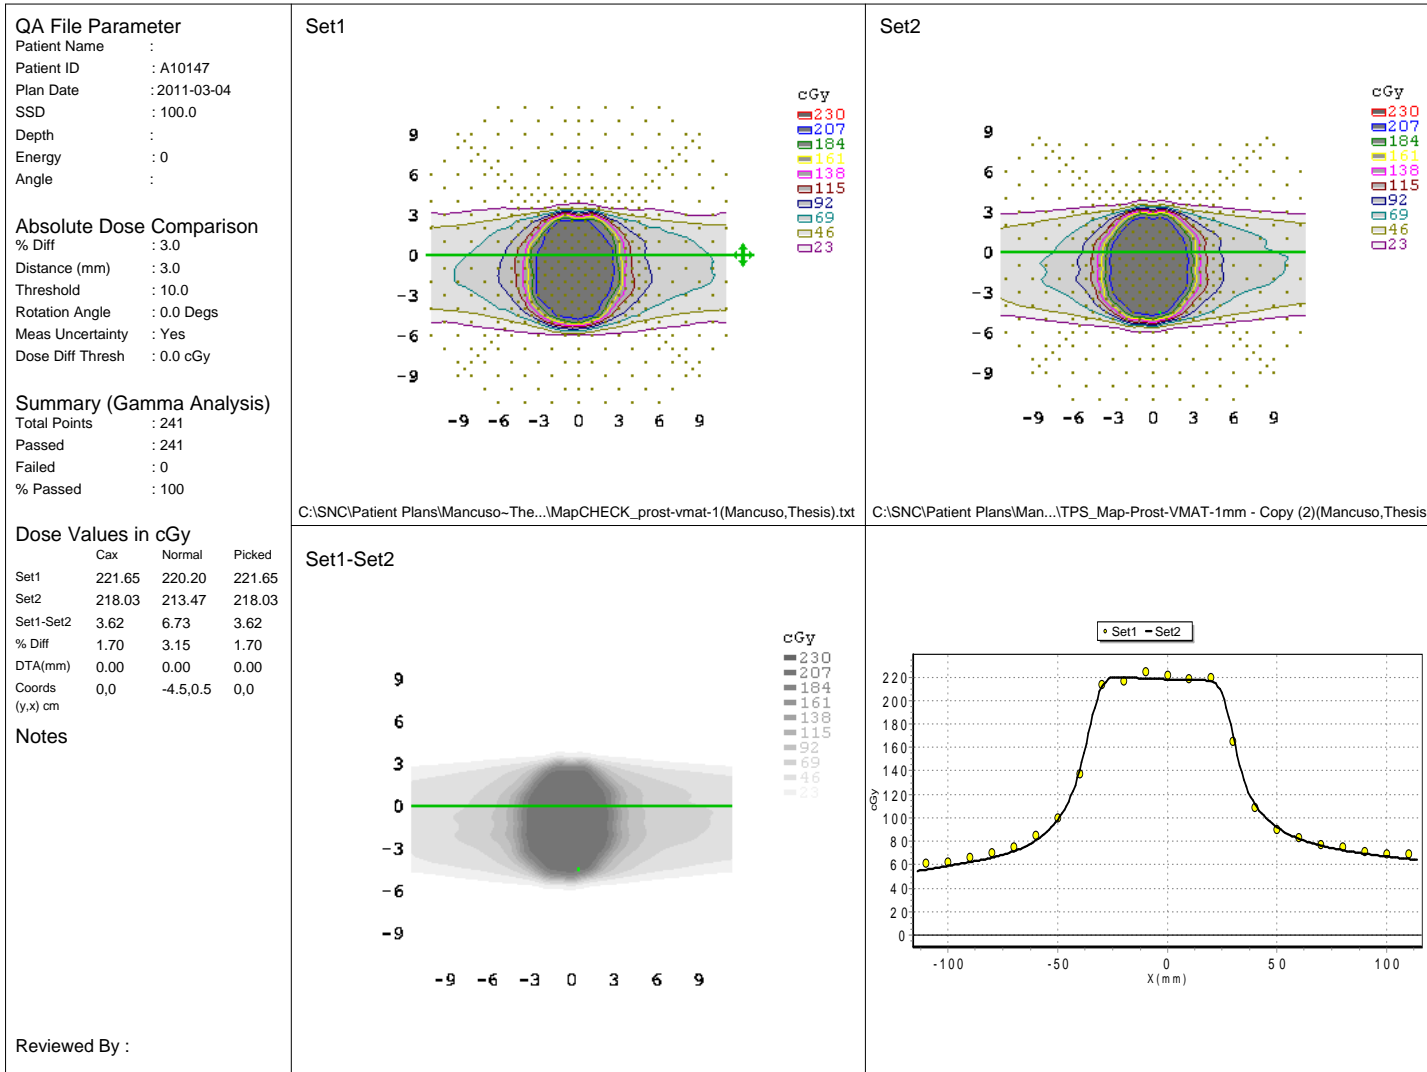 QA File Parameter
Patient Name :
Patient ID : A10147
Plan Date : 2011-03-04
SSD : 100.0
Depth :
Energy : 0
Angle :
Absolute Dose Comparison
% Diff : 3.0
Distance (mm) : 3.0
Threshold : 10.0
Rotation Angle : 0.0 Degs
Meas Uncertainty : Yes
Dose Diff Thresh : 0.0 cGy
Summary (Gamma Analysis)
Total Points : 241
Passed : 241
Failed : 0
% Passed : 100
Dose Values in cGy
Cax Normal Picked
Set1 221.65 220.20 221.65
Set2 218.03 213.47 218.03
Set1-Set2 3.62 6.73 3.62
% Diff 1.70 3.15 1.70
DTA(mm) 0.00 0.00 0.00
Coords 0,0 -4.5,0.5 0,0
(y,x) cm
Notes
Reviewed By :
Set1
cGy
230
207
184
161
138
115
92
69
46
23
9
6
3
0
-3
-6
-9
-9 -6 -3 0 3 6 9
C:\SNC\Patient Plans\Mancuso~The...\MapCHECK_prost-vmat-1(Mancuso,Thesis).txt
Set2
cGy
230
207
184
161
138
115
92
69
46
23
9
6
3
0
-3
-6
-9
-9 -6 -3 0 3 6 9
C:\SNC\Patient Plans\Man...\TPS_Map-Prost-VMAT-1mm - Copy (2)(Mancuso,Thesis
Set1-Set2
cGy
230
207
184
161
138
115
92
69
46
23
9
6
3
0
-3
-6
-9
-9 -6 -3 0 3 6 9
Set1 Set2
220
200
180
160
140
120
100
80
60
40
20
0
cGy
-100 -50 0 50 100
X(mm)